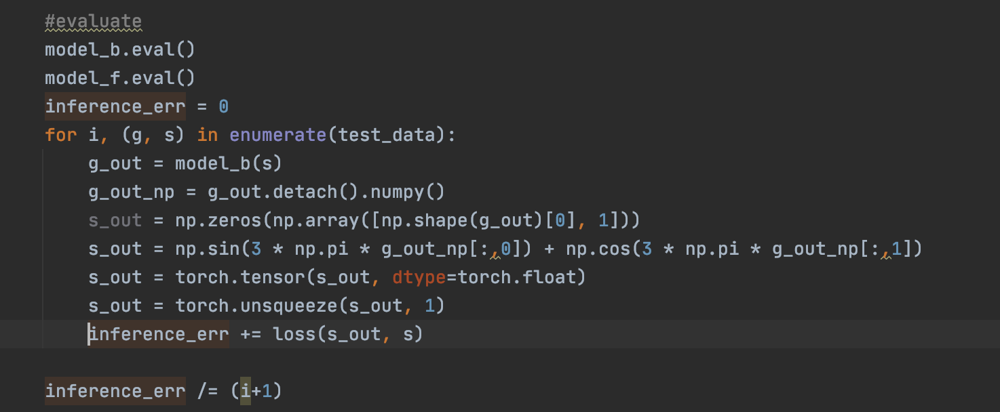 #evaluate
model_b.eval()
model_f.eval()
inference_err = 0
for i, (g, s) in enumerate(test_data):
    g_out = model_b(s)
    g_out_np = g_out.detach().numpy()
    s_out = np.zeros(np.array([np.shape(g_out)[0], 1]))
    s_out = np.sin(3 * np.pi * g_out_np[:,0]) + np.cos(3 * np.pi * g_out_np[:,1])
    s_out = torch.tensor(s_out, dtype=torch.float)
    s_out = torch.unsqueeze(s_out, 1)
    inference_err += loss(s_out, s)
inference_err /= (i+1)